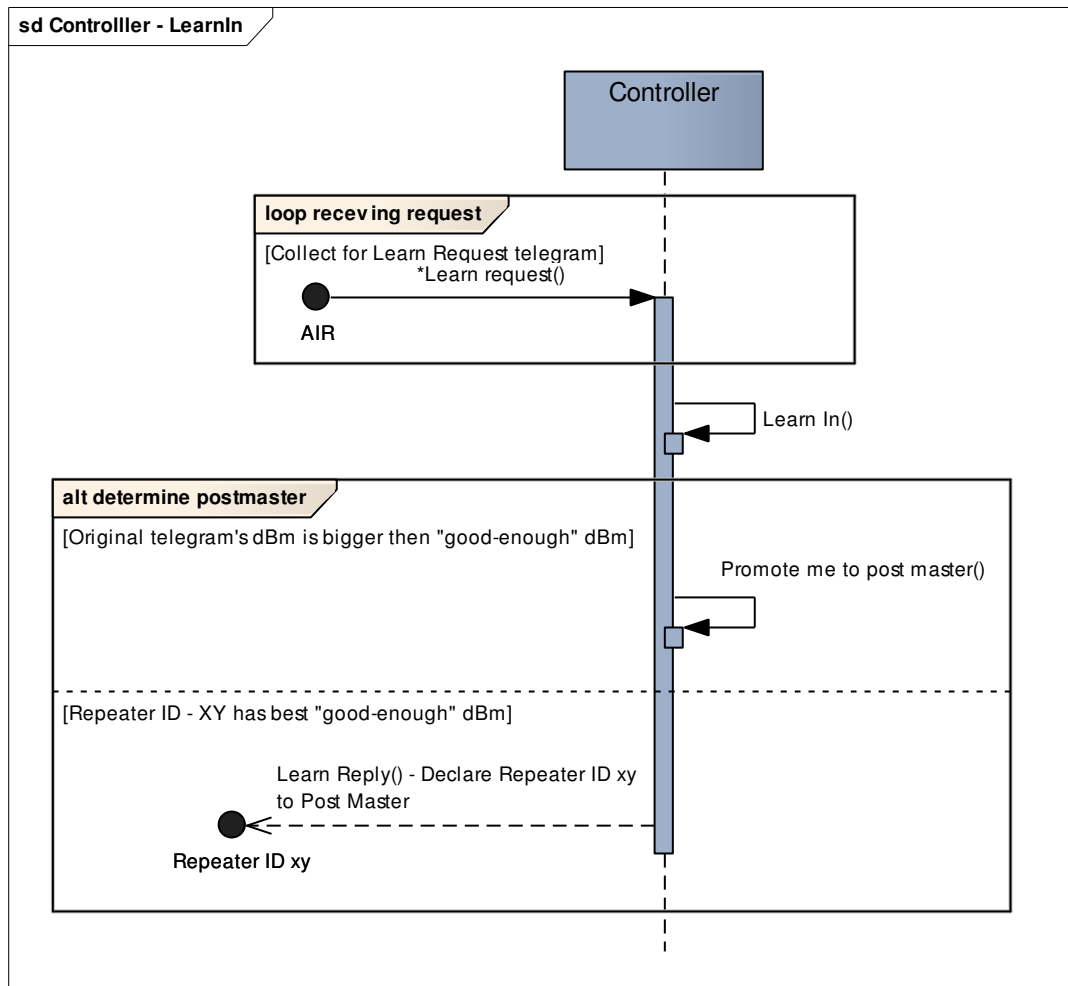 sd Controlller - LearnIn
Controller
loop receving request
[Collect for Learn Request telegram]
*Learn request()
AIR
Learn In()
alt determine postmaster
[Original telegram's dBm is bigger then "good-enough" dBm]
Promote me to post master()
[Repeater ID - XY has best "good-enough" dBm]
Learn Reply() - Declare Repeater ID xy
to Post Master
Repeater ID xy